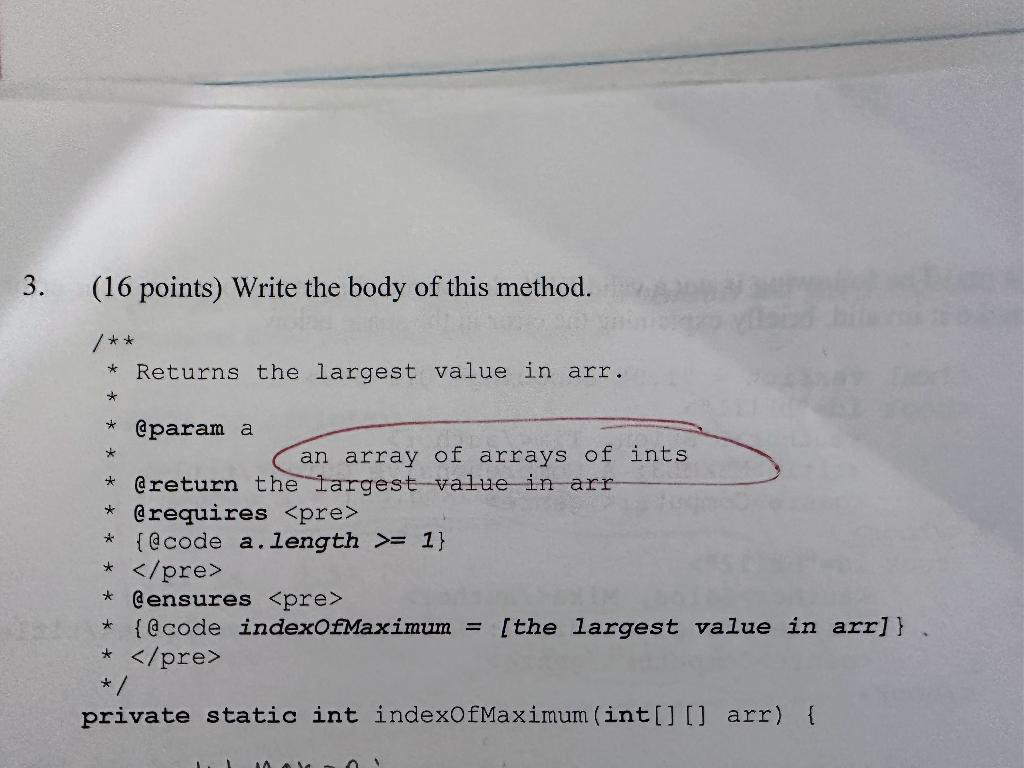 3. (16 points) Write the body of this method.
/**
* Returns the largest value in arr.
*
* @param a
* an array of arrays of ints
* @return the largest value in arr
* @requires <pre>
* {@code a.length >= 1}
* </pre>
* @ensures <pre>
* {@code indexOfMaximum = [the largest value in arr]} .
* </pre>
*/
private static int indexOfMaximum(int[][] arr) {